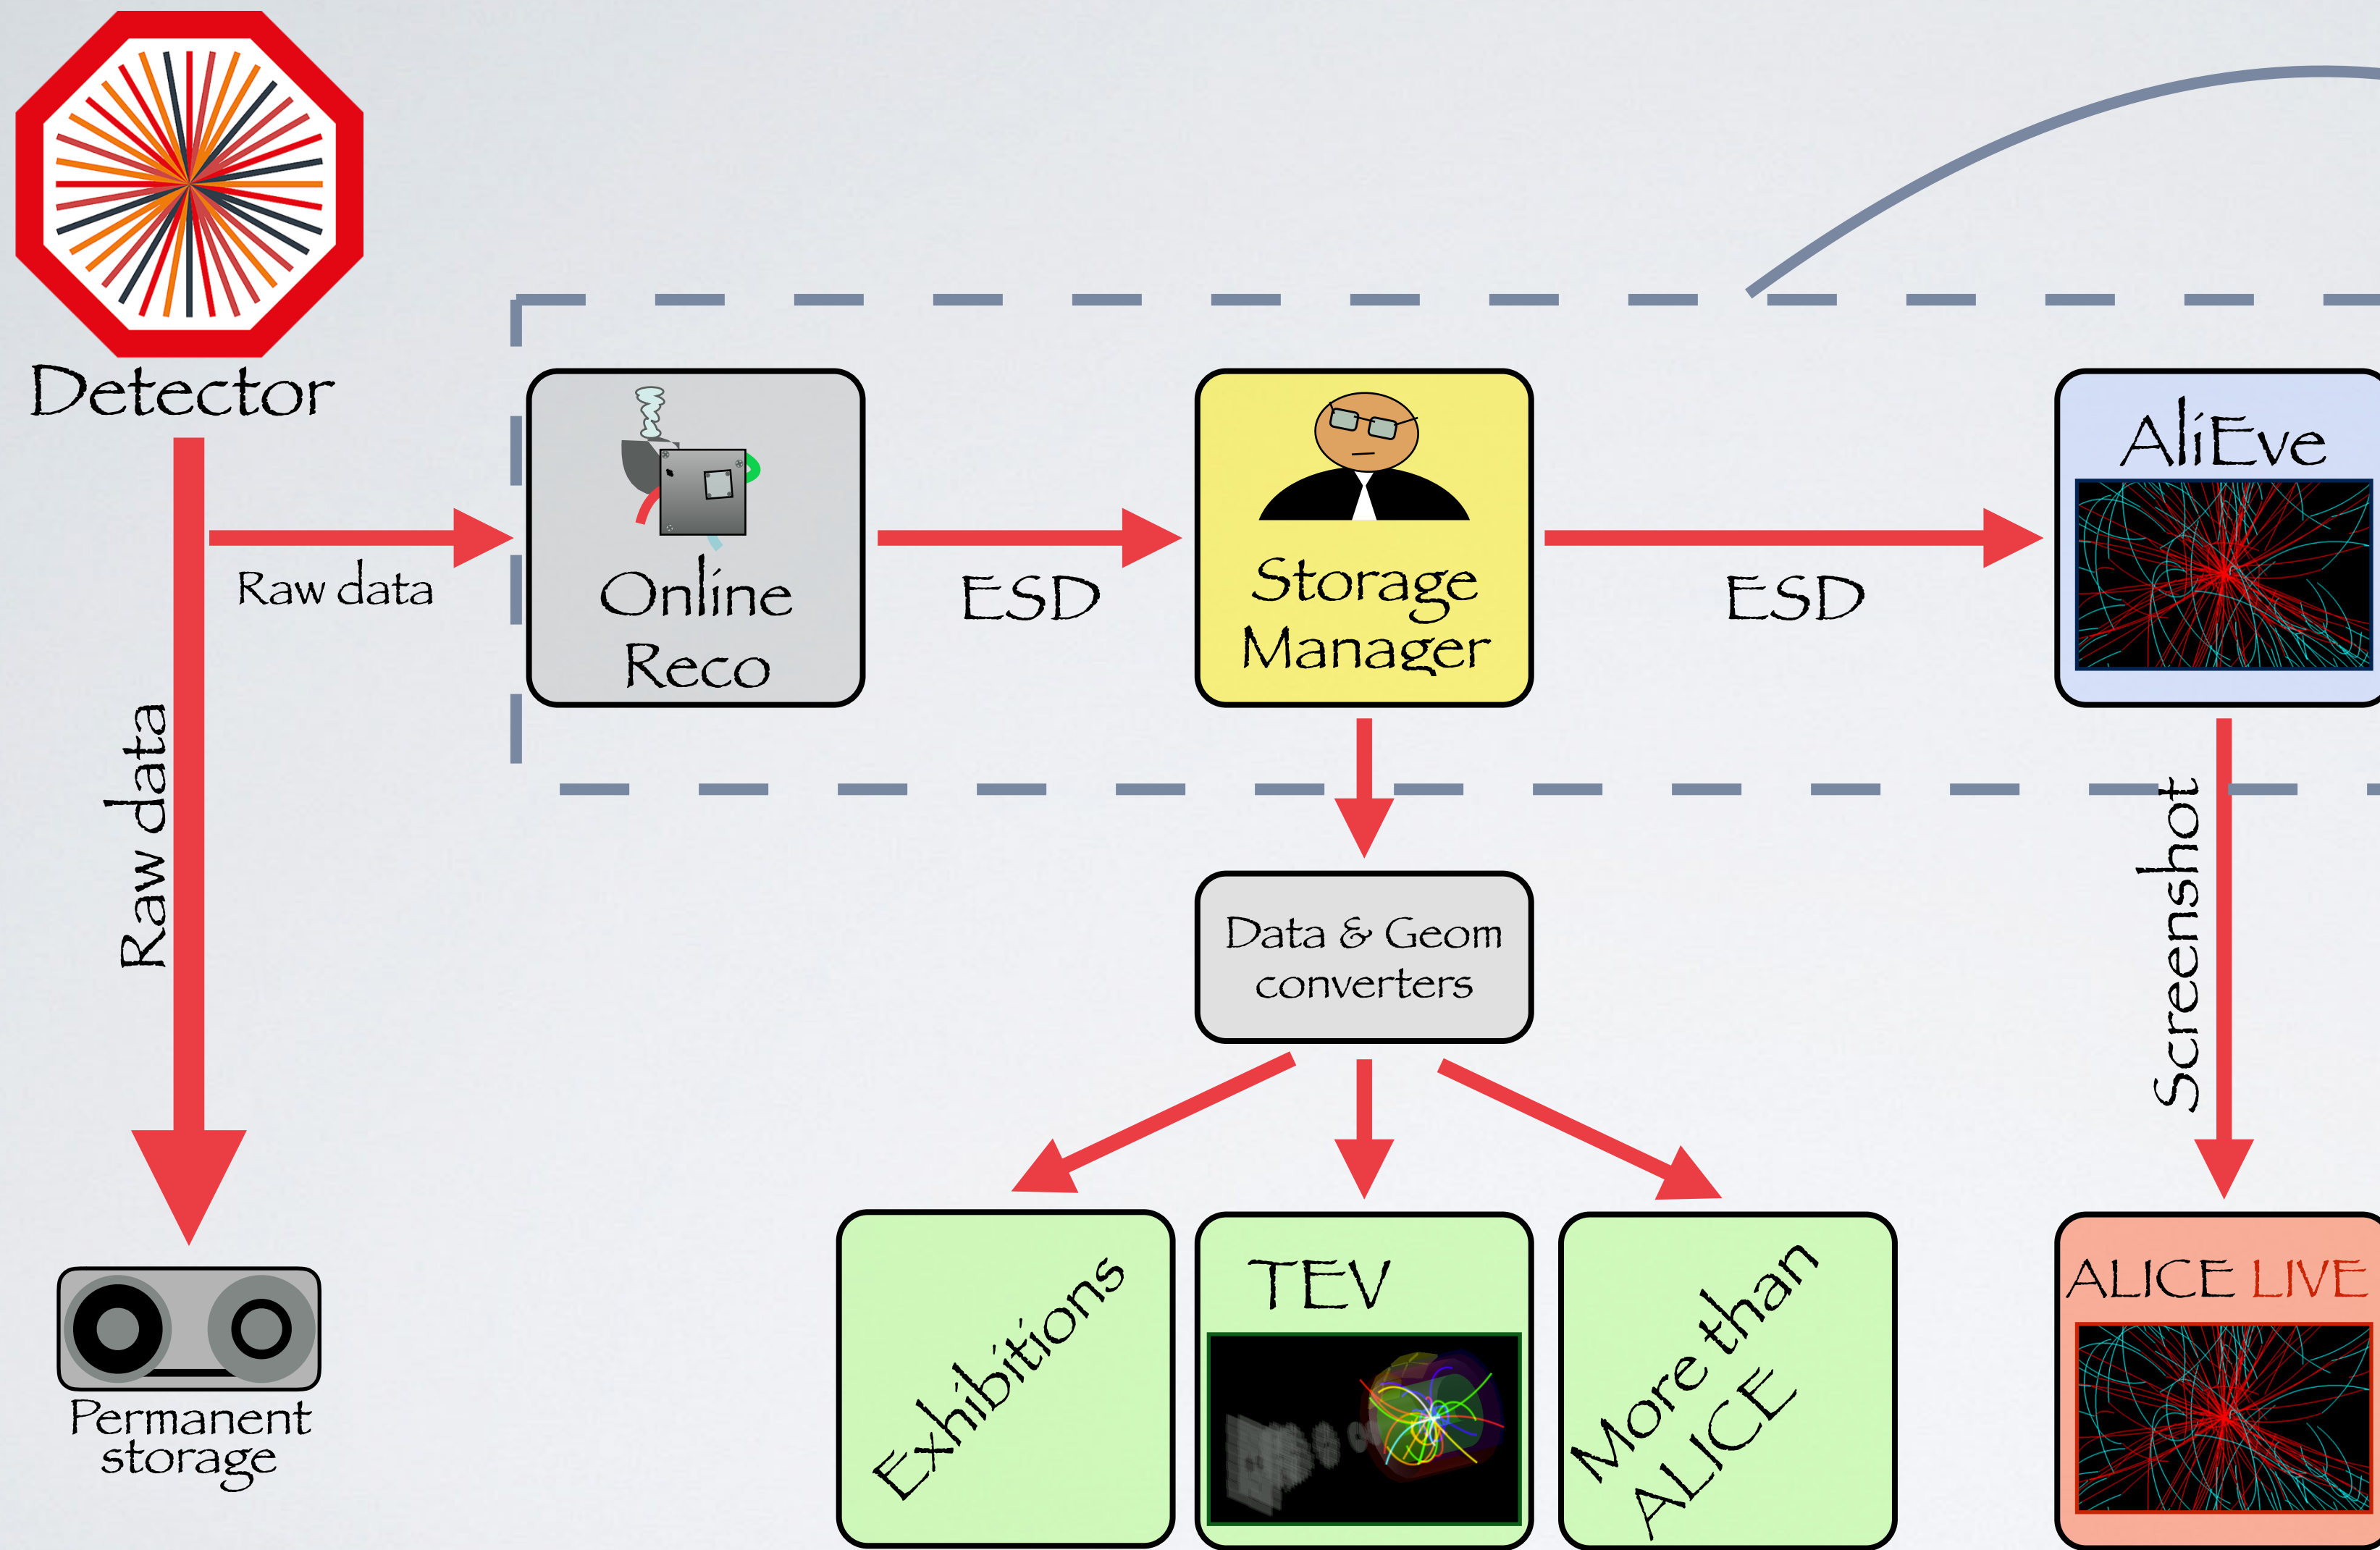 Detector
Raw data
Raw data
Online
Reco
ESD
Storage
Manager
ESD
AliEve
Data & Geom
converters
Screenshot
Permanent
storage
Exhibitions
TEV
More than
ALICE
ALICE LIVE